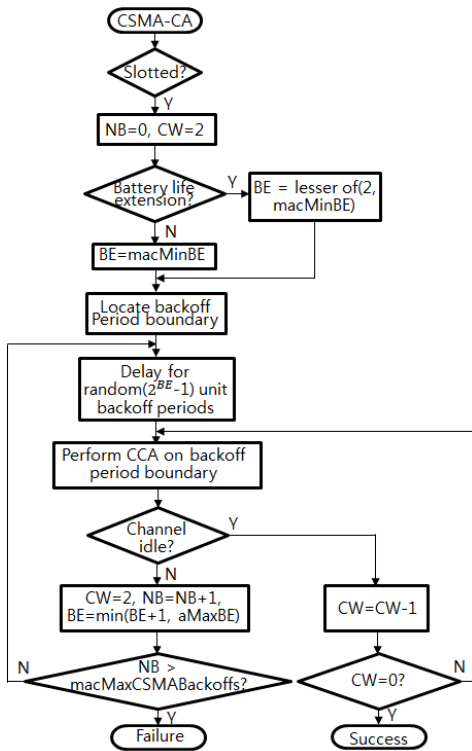 CSMA-CA
Slotted?
Y
NB=0, CW=2
Battery life
extension?
Y
BE = lesser of(2,
macMinBE)
N
BE=macMinBE
Locate backoff
Period boundary
Delay for
random(2^BE-1) unit
backoff periods
Perform CCA on backoff
period boundary
Channel
idle?
Y
N
CW=2, NB=NB+1,
BE=min(BE+1, aMaxBE)
CW=CW-1
N
NB >
macMaxCSMABackoffs?
CW=0?
N
Y
Y
Failure
Success